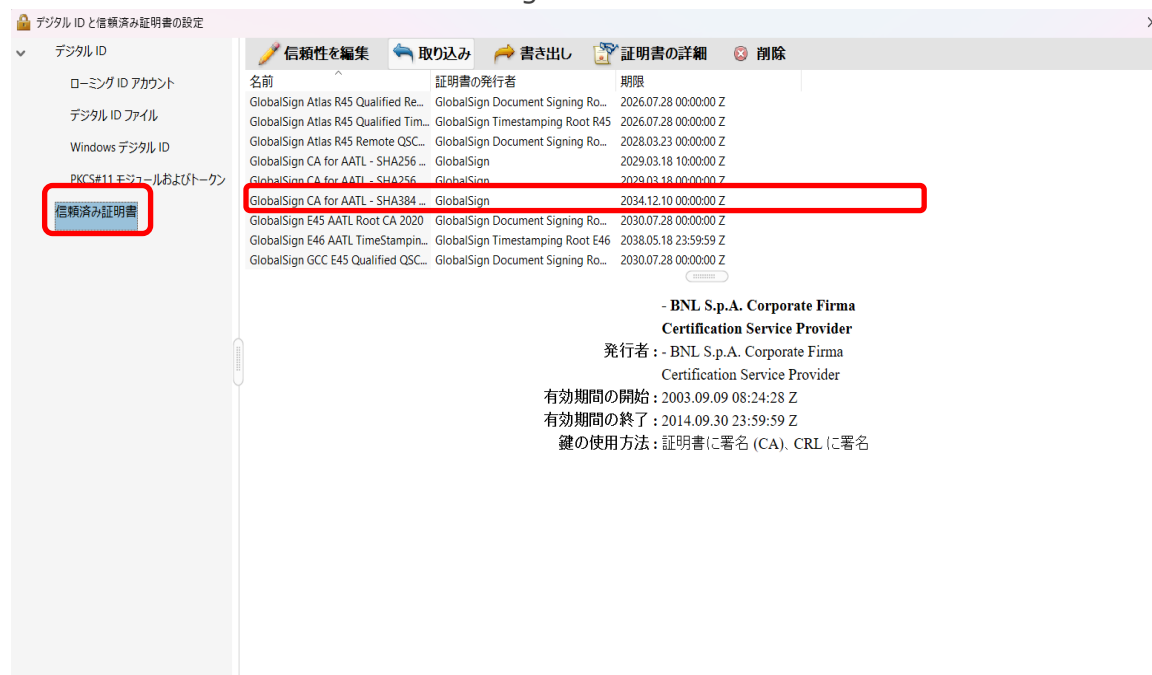 デジタル ID と信頼済み証明書の設定
デジタル ID
ローミング ID アカウント
デジタル ID ファイル
Windows デジタル ID
PKCS#11 モジュールおよびトークン
信頼済み証明書
信頼性を編集 取り込み 書き出し 証明書の詳細 削除
名前 証明書の発行者 期限
GlobalSign Atlas R45 Qualified Re... GlobalSign Document Signing Ro... 2026.07.28 00:00:00 Z
GlobalSign Atlas R45 Qualified Tim... GlobalSign Timestamping Root R45 2026.07.28 00:00:00 Z
GlobalSign Atlas R45 Remote QSC... GlobalSign Document Signing Ro... 2028.03.23 00:00:00 Z
GlobalSign CA for AATL - SHA256 ... GlobalSign 2029.03.18 10:00:00 Z
GlobalSign CA for AATL - SHA256 GlobalSign 2029.03.18 00:00:00 Z
GlobalSign CA for AATL - SHA384 ... GlobalSign 2034.12.10 00:00:00 Z
GlobalSign E45 AATL Root CA 2020 GlobalSign Document Signing Ro... 2030.07.28 00:00:00 Z
GlobalSign E46 AATL TimeStampin... GlobalSign Timestamping Root E46 2038.05.18 23:59:59 Z
GlobalSign GCC E45 Qualified QSC... GlobalSign Document Signing Ro... 2030.07.28 00:00:00 Z
- BNL S.p.A. Corporate Firma
Certification Service Provider
発行者 : - BNL S.p.A. Corporate Firma
Certification Service Provider
有効期間の開始 : 2003.09.09 08:24:28 Z
有効期間の終了 : 2014.09.30 23:59:59 Z
鍵の使用方法 : 証明書に署名 (CA)、CRL に署名